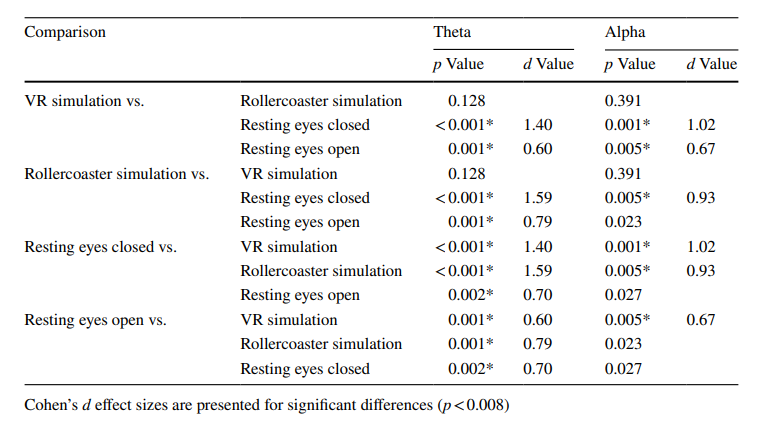 Comparison Theta Alpha
p Value d Value p Value d Value
VR simulation vs. Rollercoaster simulation 0.128 0.391
Resting eyes closed <0.001* 1.40 0.001* 1.02
Resting eyes open 0.001* 0.60 0.005* 0.67
Rollercoaster simulation vs. VR simulation 0.128 0.391
Resting eyes closed <0.001* 1.59 0.005* 0.93
Resting eyes open 0.001* 0.79 0.023
Resting eyes closed vs. VR simulation <0.001* 1.40 0.001* 1.02
Rollercoaster simulation <0.001* 1.59 0.005* 0.93
Resting eyes open 0.002* 0.70 0.027
Resting eyes open vs. VR simulation 0.001* 0.60 0.005* 0.67
Rollercoaster simulation 0.001* 0.79 0.023
Resting eyes closed 0.002* 0.70 0.027
Cohen's d effect sizes are presented for significant differences (p<0.008)